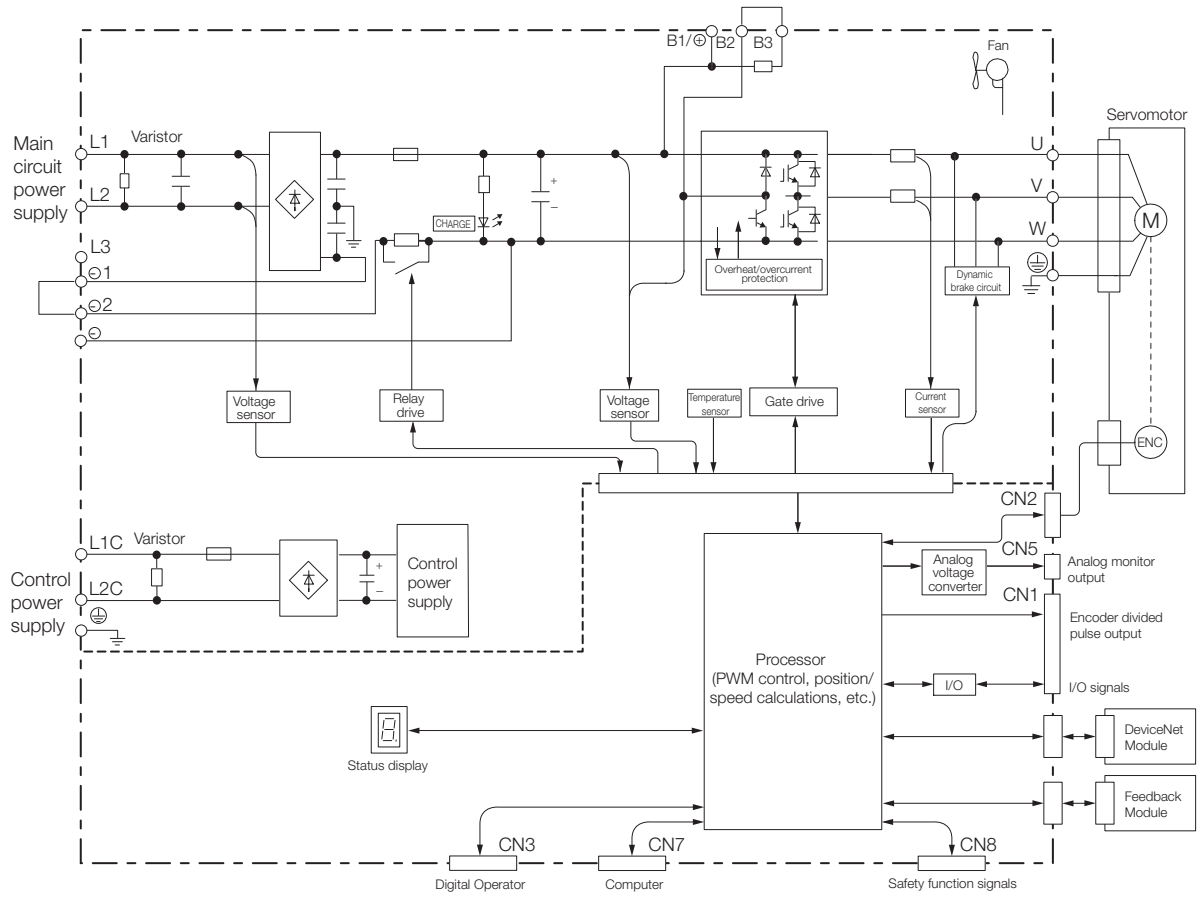 B1/⊕ B2 B3
Fan
Servomotor
Main
circuit
power
supply
L1
Varistor
L2
L3
⊖1
⊖2
⊖
CHARGE
+
–
Overheat/overcurrent
protection
U
V
W
M
Dynamic
brake circuit
Voltage
sensor
Relay
drive
Voltage
sensor
Temperature
sensor
Gate drive
Current
sensor
ENC
Control
power
supply
L1C
Varistor
L2C
+
–
Control
power
supply
CN2
CN5
Analog
voltage
converter
Analog monitor
output
CN1
Encoder divided
pulse output
Processor
(PWM control, position/
speed calculations, etc.)
I/O
I/O signals
8.
Status display
DeviceNet
Module
Feedback
Module
CN3
Digital Operator
CN7
Computer
CN8
Safety function signals